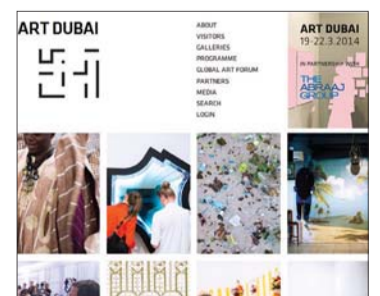 ART DUBAI
ABOUT
VISITORS
GALLERIES
PROGRAMME
GLOBAL ART FORUM
PARTNERS
MEDIA
SEARCH
LOGIN
ART DUBAI
19-22.3.2014
IN PARTNERSHIP WITH
THE
ABRAAJ
GROUP